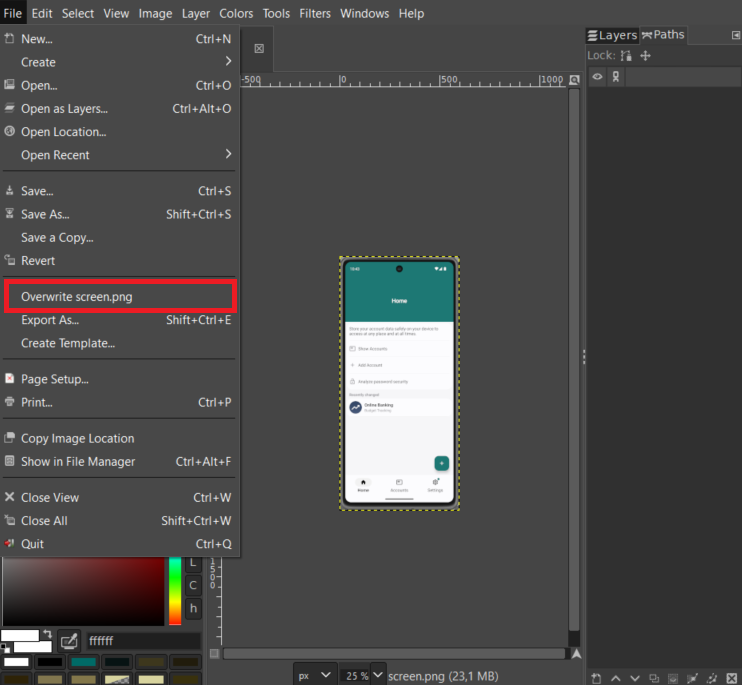 File Edit Select View Image Layer Colors Tools Filters Windows Help
New... Ctrl+N
Create
Open... Ctrl+O
Open as Layers... Ctrl+Alt+O
Open Location...
Open Recent
Save... Ctrl+S
Save As... Shift+Ctrl+S
Save a Copy...
Revert
Overwrite screen.png
Export As... Shift+Ctrl+E
Create Template...
Page Setup...
Print... Ctrl+P
Copy Image Location
Show in File Manager Ctrl+Alt+F
Close View Ctrl+W
Close All Shift+Ctrl+W
Quit Ctrl+Q
-500 0 500 1000
Layers Paths
Lock:
Home
Store your account data safely on your device to
access at any place and at all times.
Show Accounts
Add Account
Analyze password security
Recently changed
Online Banking
Budget Tracking
Home Accounts Settings
1500
L
C
h
ffffff
px 25 % screen.png (23,1 MB)